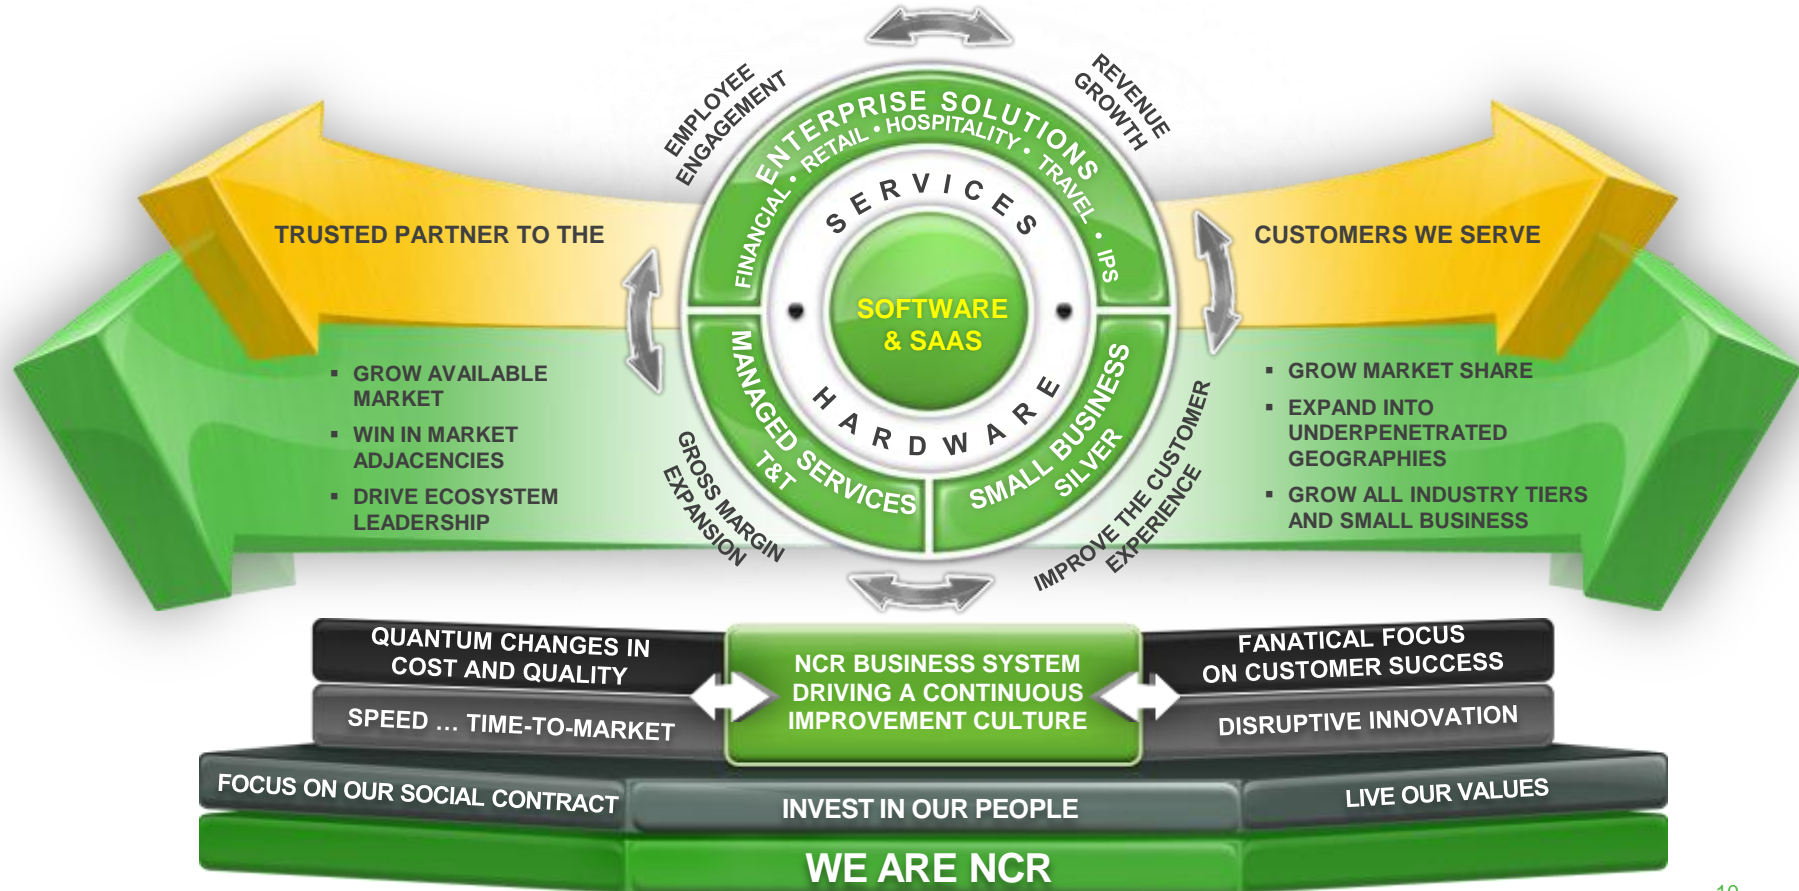 EMPLOYEE
ENGAGEMENT
REVENUE
GROWTH
ENTERPRISE SOLUTIONS
FINANCIAL • RETAIL • HOSPITALITY • TRAVEL • IPS
SERVICES
SOFTWARE
& SAAS
HARDWARE
MANAGED SERVICES
T&T
SMALL BUSINESS
SILVER
TRUSTED PARTNER TO THE
CUSTOMERS WE SERVE
▪ GROW AVAILABLE
MARKET
▪ WIN IN MARKET
ADJACENCIES
▪ DRIVE ECOSYSTEM
LEADERSHIP
▪ GROW MARKET SHARE
▪ EXPAND INTO
UNDERPENETRATED
GEOGRAPHIES
▪ GROW ALL INDUSTRY TIERS
AND SMALL BUSINESS
GROSS MARGIN
EXPANSION
IMPROVE THE CUSTOMER
EXPERIENCE
QUANTUM CHANGES IN
COST AND QUALITY
SPEED … TIME-TO-MARKET
NCR BUSINESS SYSTEM
DRIVING A CONTINUOUS
IMPROVEMENT CULTURE
FANATICAL FOCUS
ON CUSTOMER SUCCESS
DISRUPTIVE INNOVATION
FOCUS ON OUR SOCIAL CONTRACT
INVEST IN OUR PEOPLE
LIVE OUR VALUES
WE ARE NCR